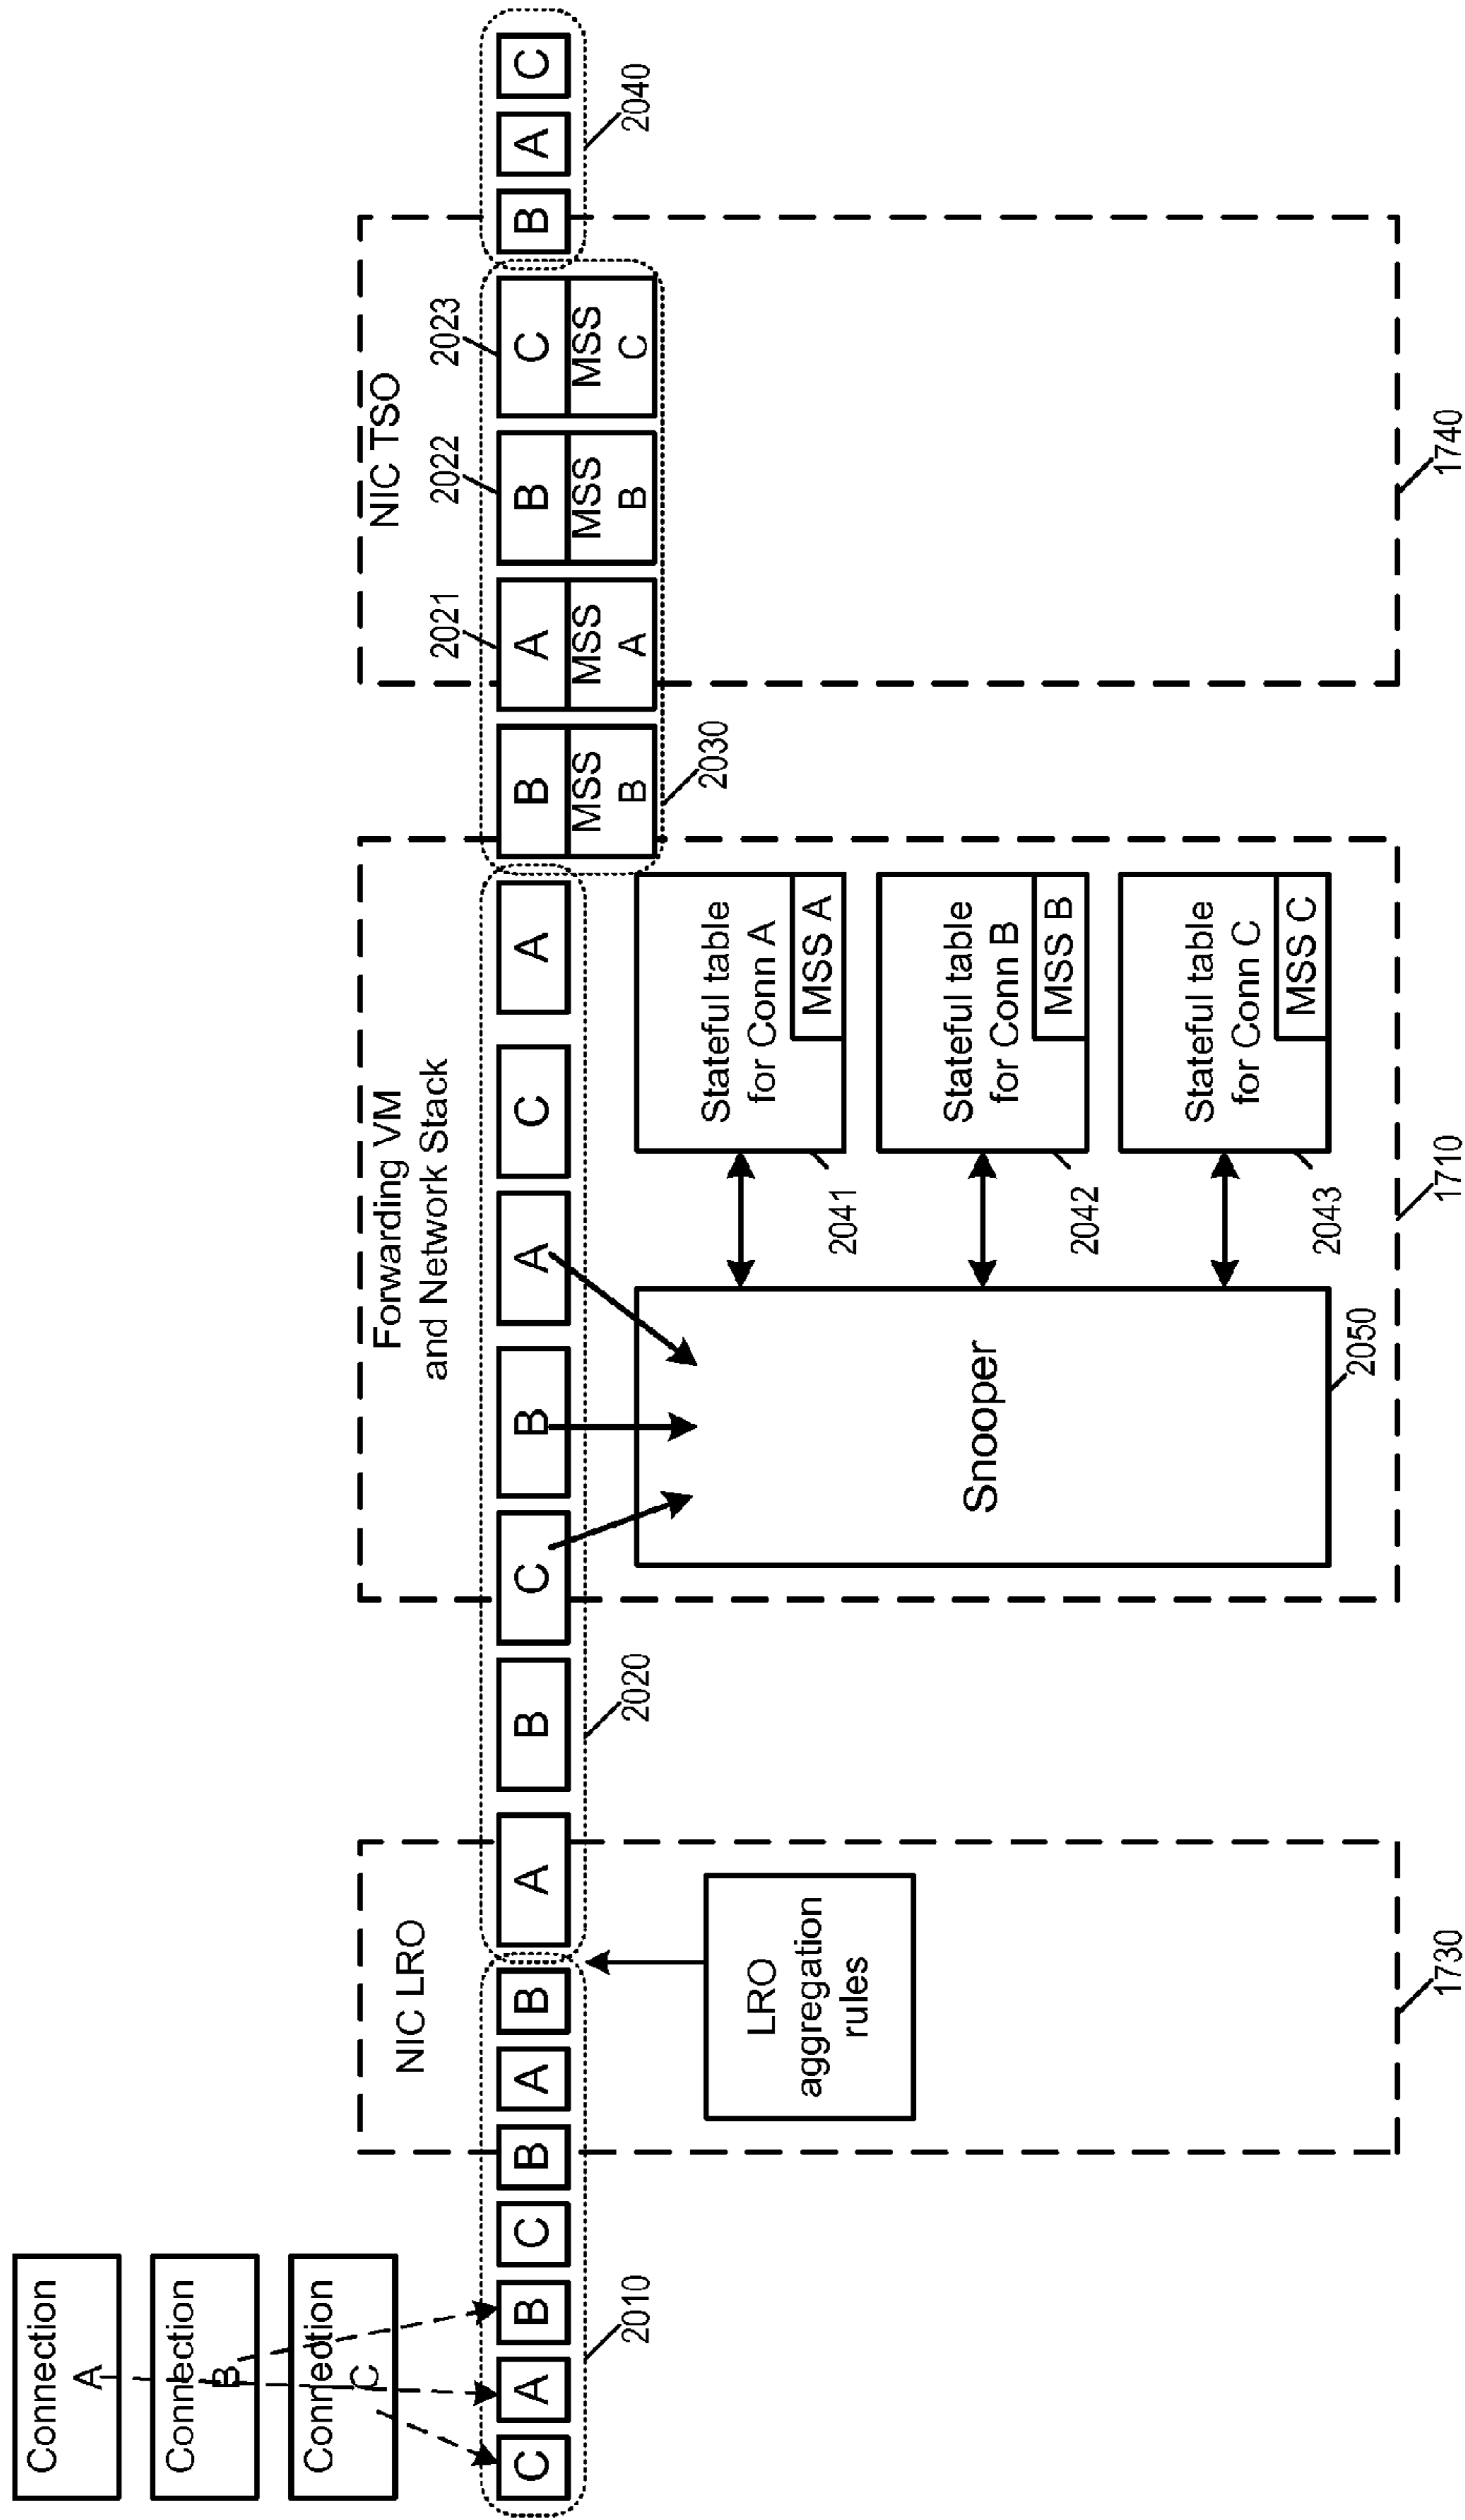 Connection
A
Connection
B
Connection
C
NIC LRO
Forwarding VM
and Network Stack
NIC TSO
2021
2022
2023
C
A
B
C
B
A
B
A
B
C
B
A
C
A
B
A
B
C
B
A
C
MSS
B
MSS
A
MSS
B
MSS
C
2010
2020
2030
2040
LRO
aggregation
rules
Snooper
Stateful table
for Conn A
MSS A
Stateful table
for Conn B
MSS B
Stateful table
for Conn C
MSS C
2041
2042
2043
2050
1730
1710
1740